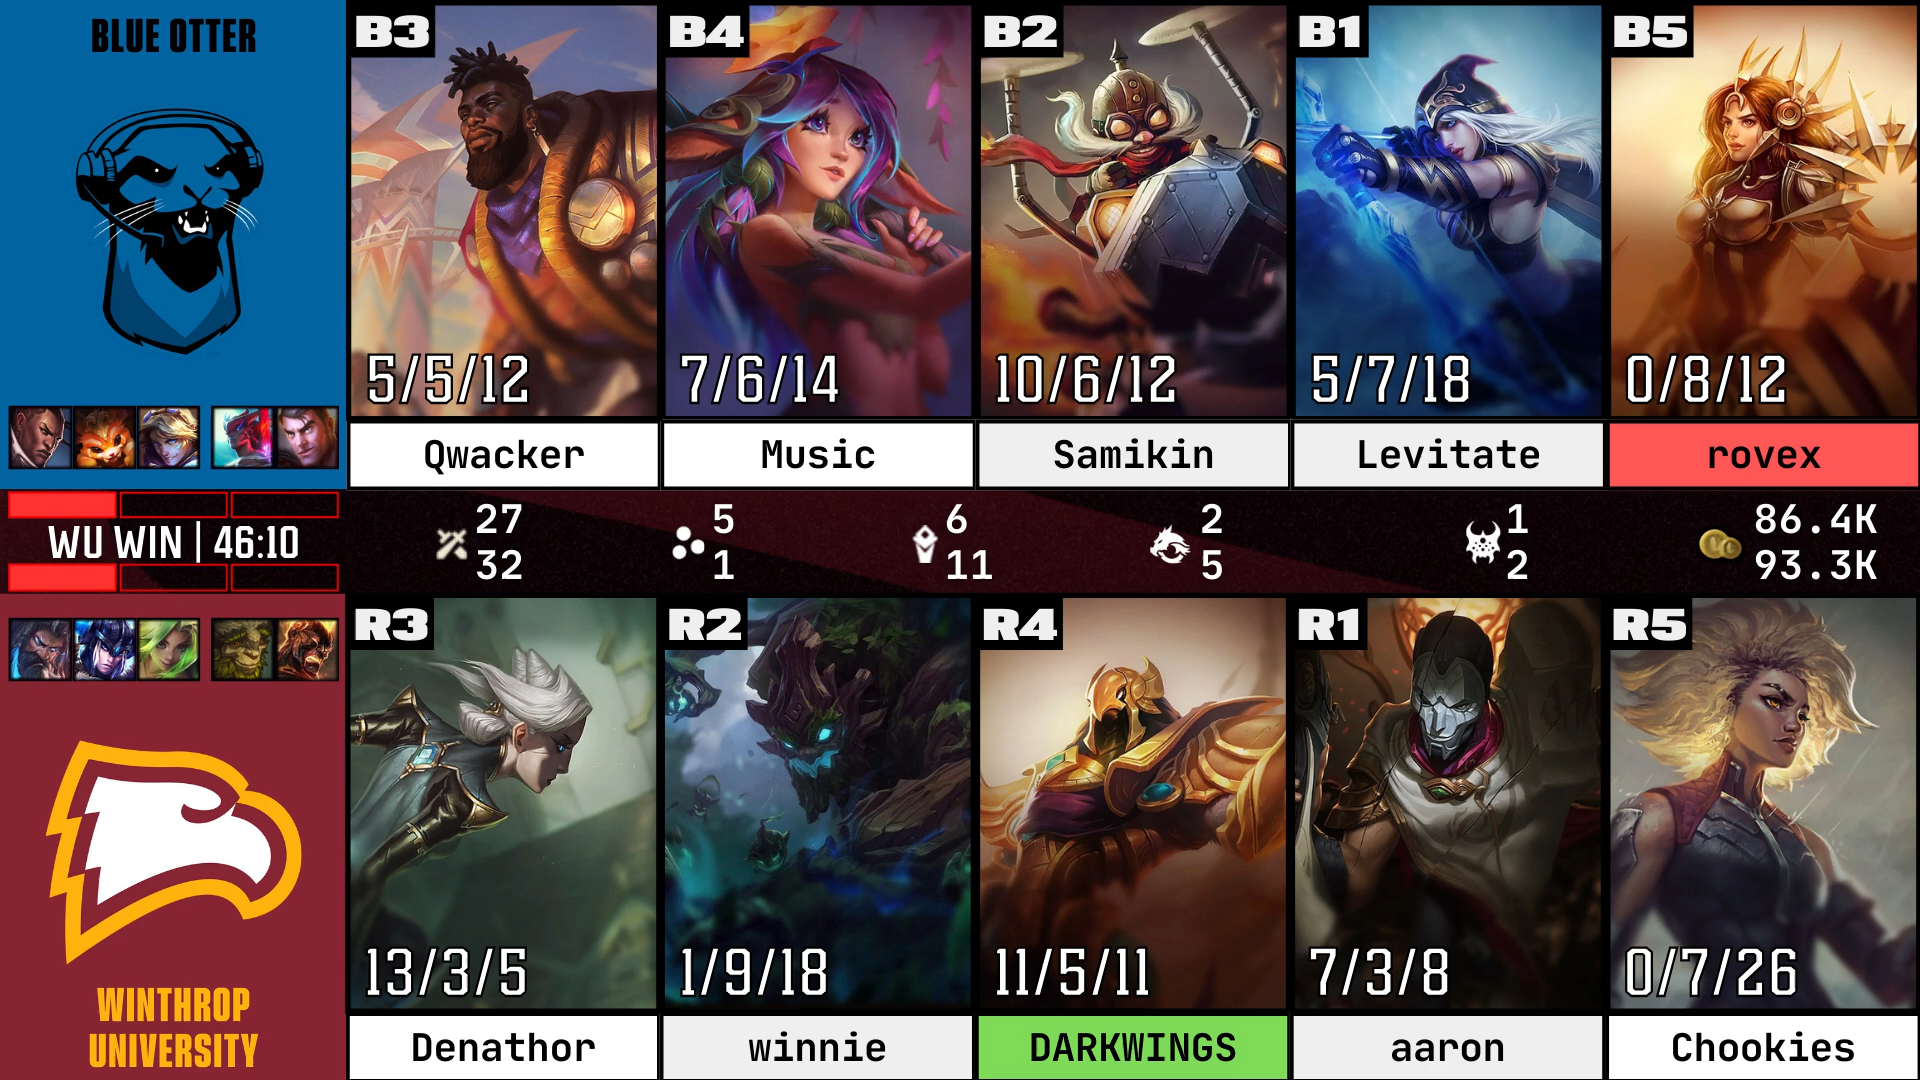 BLUE OTTER
B3
B4
B2
B1
B5
5/5/12
7/6/14
10/6/12
5/7/18
0/8/12
Qwacker
Music
Samikin
Levitate
rovex
WU WIN | 46:10
27
5
6
2
1
86.4K
32
1
11
5
2
93.3K
R3
R2
R4
R1
R5
13/3/5
1/9/18
11/5/11
7/3/8
0/7/26
WINTHROP
UNIVERSITY
Denathor
winnie
DARKWINGS
aaron
Chookies